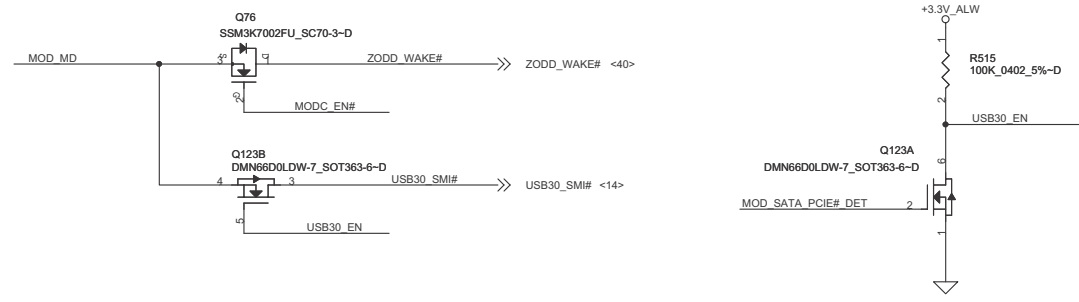 Q76
SSM3K7002FU_SC70-3~D
MOD_MD
S
3
D
1
ZODD_WAKE#
ZODD_WAKE# <40>
G
2
MODC_EN#
Q123B
DMN66D0LDW-7_SOT363-6~D
4
3
USB30_SMI#
USB30_SMI# <14>
5
USB30_EN
+3.3V_ALW
1
R515
100K_0402_5%~D
2
USB30_EN
Q123A
DMN66D0LDW-7_SOT363-6~D
6
MOD_SATA_PCIE#_DET
2
1